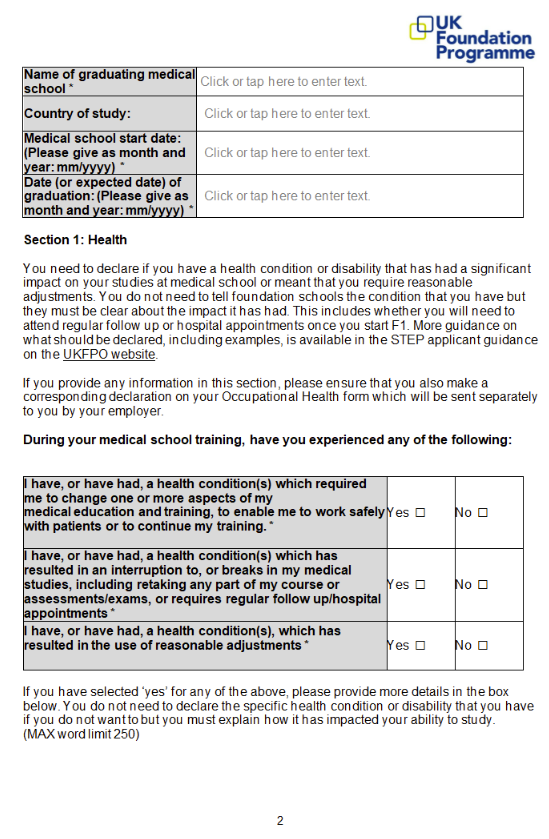 UK
Foundation
Programme
Name of graduating medical
school *
Click or tap here to enter text.
Country of study:
Click or tap here to enter text.
Medical school start date:
(Please give as month and
year: mm/yyyy) *
Click or tap here to enter text.
Date (or expected date) of
graduation: (Please give as
month and year: mm/yyyy) *
Click or tap here to enter text.
Section 1: Health
You need to declare if you have a health condition or disability that has had a significant
impact on your studies at medical school or meant that you require reasonable
adjustments. You do not need to tell foundation schools the condition that you have but
they must be clear about the impact it has had. This includes whether you will need to
attend regular follow up or hospital appointments once you start F1. More guidance on
what should be declared, including examples, is available in the STEP applicant guidance
on the UKFPO website.
If you provide any information in this section, please ensure that you also make a
corresponding declaration on your Occupational Health form which will be sent separately
to you by your employer.
During your medical school training, have you experienced any of the following:
I have, or have had, a health condition(s) which required
me to change one or more aspects of my
medical education and training, to enable me to work safely
with patients or to continue my training. *
Yes ☐
No ☐
I have, or have had, a health condition(s) which has
resulted in an interruption to, or breaks in my medical
studies, including retaking any part of my course or
assessments/exams, or requires regular follow up/hospital
appointments *
Yes ☐
No ☐
I have, or have had, a health condition(s), which has
resulted in the use of reasonable adjustments *
Yes ☐
No ☐
If you have selected ‘yes’ for any of the above, please provide more details in the box
below. You do not need to declare the specific health condition or disability that you have
if you do not want to but you must explain how it has impacted your ability to study.
(MAX word limit 250)
2